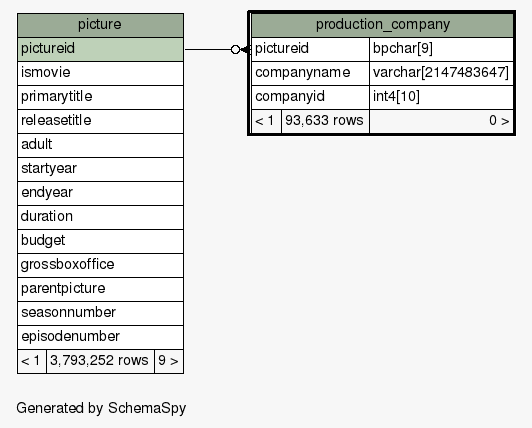 picture
pictureid
ismovie
primarytitle
releasetitle
adult
startyear
endyear
duration
budget
grossboxoffice
parentpicture
seasonnumber
episodenumber
< 1 3,793,252 rows 9 >
production_company
pictureid bpchar[9]
companyname varchar[2147483647]
companyid int4[10]
< 1 93,633 rows 0 >
Generated by SchemaSpy